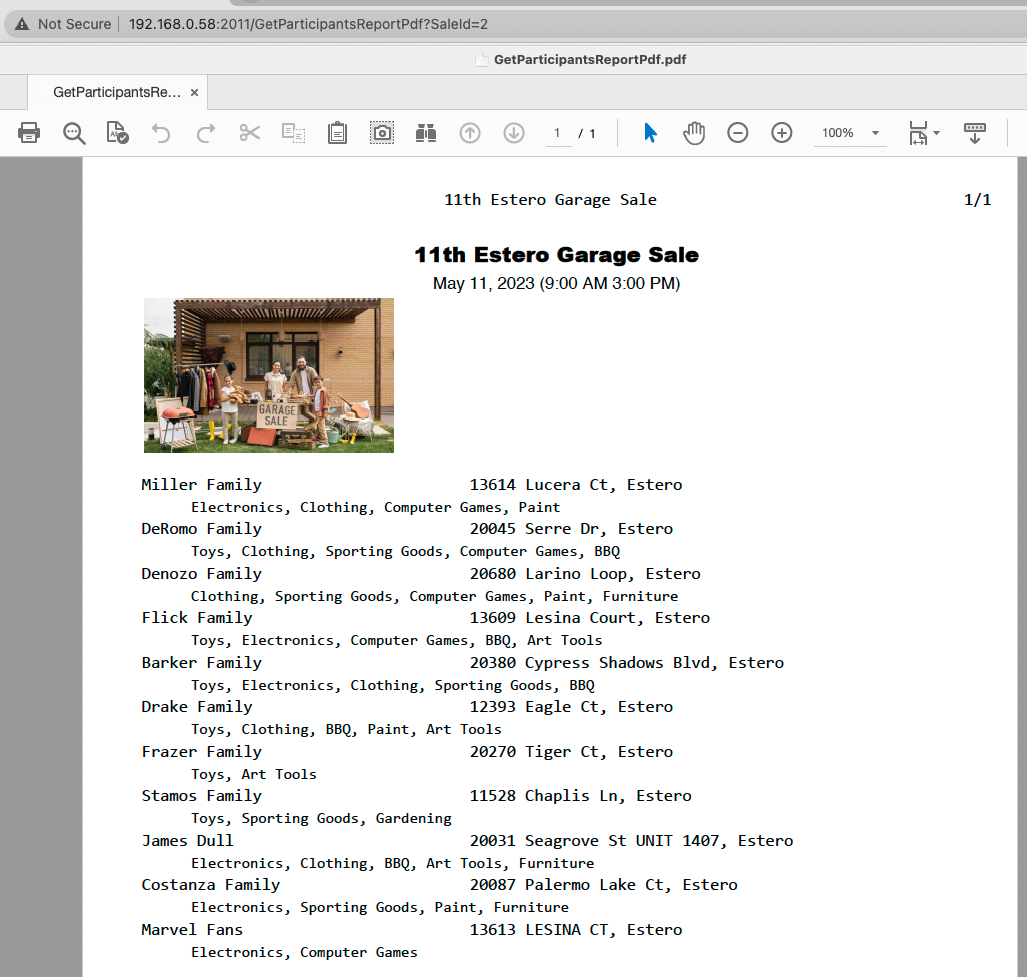 Not Secure 192.168.0.58:2011/GetParticipantsReportPdf?SaleId=2
GetParticipantsReportPdf.pdf
GetParticipantsRe... ×
1 / 1 100%
11th Estero Garage Sale 1/1
11th Estero Garage Sale
May 11, 2023 (9:00 AM 3:00 PM)
GARAGE
SALE
Miller Family 13614 Lucera Ct, Estero
Electronics, Clothing, Computer Games, Paint
DeRomo Family 20045 Serre Dr, Estero
Toys, Clothing, Sporting Goods, Computer Games, BBQ
Denozo Family 20680 Larino Loop, Estero
Clothing, Sporting Goods, Computer Games, Paint, Furniture
Flick Family 13609 Lesina Court, Estero
Toys, Electronics, Computer Games, BBQ, Art Tools
Barker Family 20380 Cypress Shadows Blvd, Estero
Toys, Electronics, Clothing, Sporting Goods, BBQ
Drake Family 12393 Eagle Ct, Estero
Toys, Clothing, BBQ, Paint, Art Tools
Frazer Family 20270 Tiger Ct, Estero
Toys, Art Tools
Stamos Family 11528 Chaplis Ln, Estero
Toys, Sporting Goods, Gardening
James Dull 20031 Seagrove St UNIT 1407, Estero
Electronics, Clothing, BBQ, Art Tools, Furniture
Costanza Family 20087 Palermo Lake Ct, Estero
Electronics, Sporting Goods, Paint, Furniture
Marvel Fans 13613 LESINA CT, Estero
Electronics, Computer Games